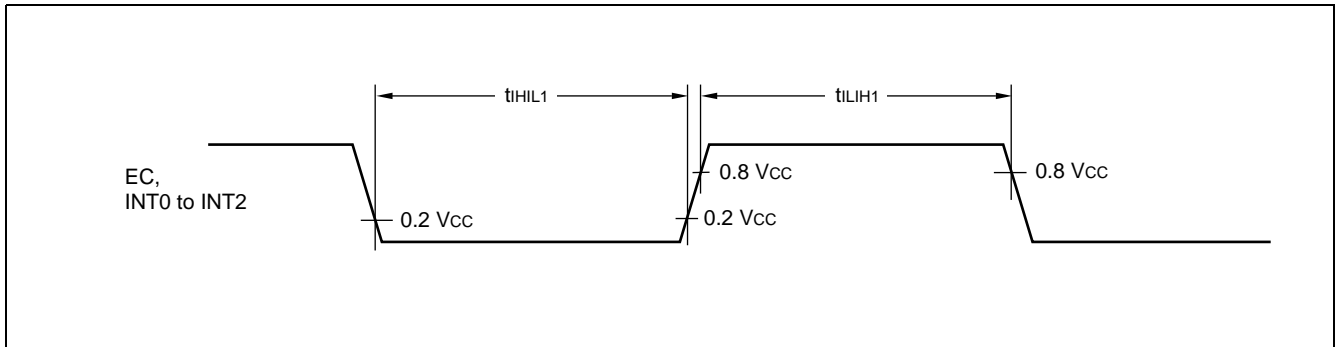 tIHIL1
tILIH1
EC,
INT0 to INT2
0.8 VCC
0.8 VCC
0.2 VCC
0.2 VCC